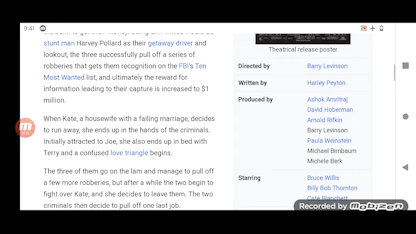 9:41
stunt man Harvey Pollard as their getaway driver and
lookout, the three successfully pull off a series of
robberies that gets them recognition on the FBI's Ten
Most Wanted list, and ultimately the reward for
information leading to their capture is increased to $1
million.
When Kate, a housewife with a failing marriage, decides
to run away, she ends up in the hands of the criminals.
Initially attracted to Joe, she also ends up in bed with
Terry and a confused love triangle begins.
The three of them go on the lam and manage to pull off
a few more robberies, but after a while the two begin to
fight over Kate, and she decides to leave them. The two
criminals then decide to pull off one last job.
Theatrical release poster
Directed by Barry Levinson
Written by Harley Peyton
Produced by Ashok Amritraj
David Hoberman
Arnold Rifkin
Barry Levinson
Paula Weinstein
Michael Birnbaum
Michele Berk
Starring Bruce Willis
Billy Bob Thornton
Cate Blanchett
Recorded by Mobizen